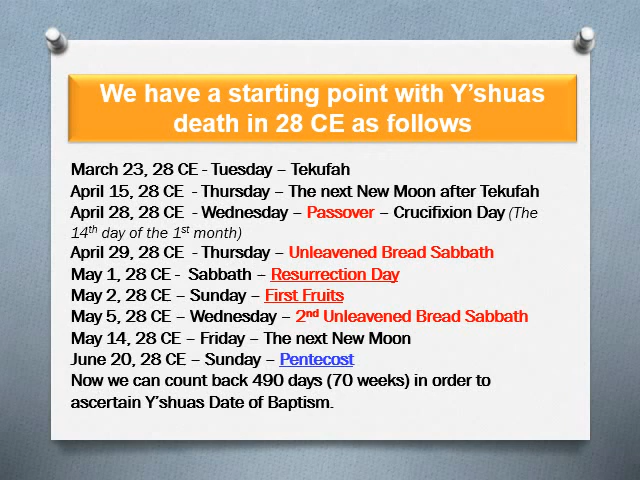 We have a starting point with Y’shuas
death in 28 CE as follows
March 23, 28 CE - Tuesday – Tekufah
April 15, 28 CE  - Thursday – The next New Moon after Tekufah
April 28, 28 CE  - Wednesday – Passover – Crucifixion Day (The
14th day of the 1st month)
April 29, 28 CE  - Thursday – Unleavened Bread Sabbath
May 1, 28 CE -  Sabbath – Resurrection Day
May 2, 28 CE – Sunday – First Fruits
May 5, 28 CE – Wednesday – 2nd Unleavened Bread Sabbath
May 14, 28 CE – Friday – The next New Moon
June 20, 28 CE – Sunday – Pentecost
Now we can count back 490 days (70 weeks) in order to
ascertain Y’shuas Date of Baptism.